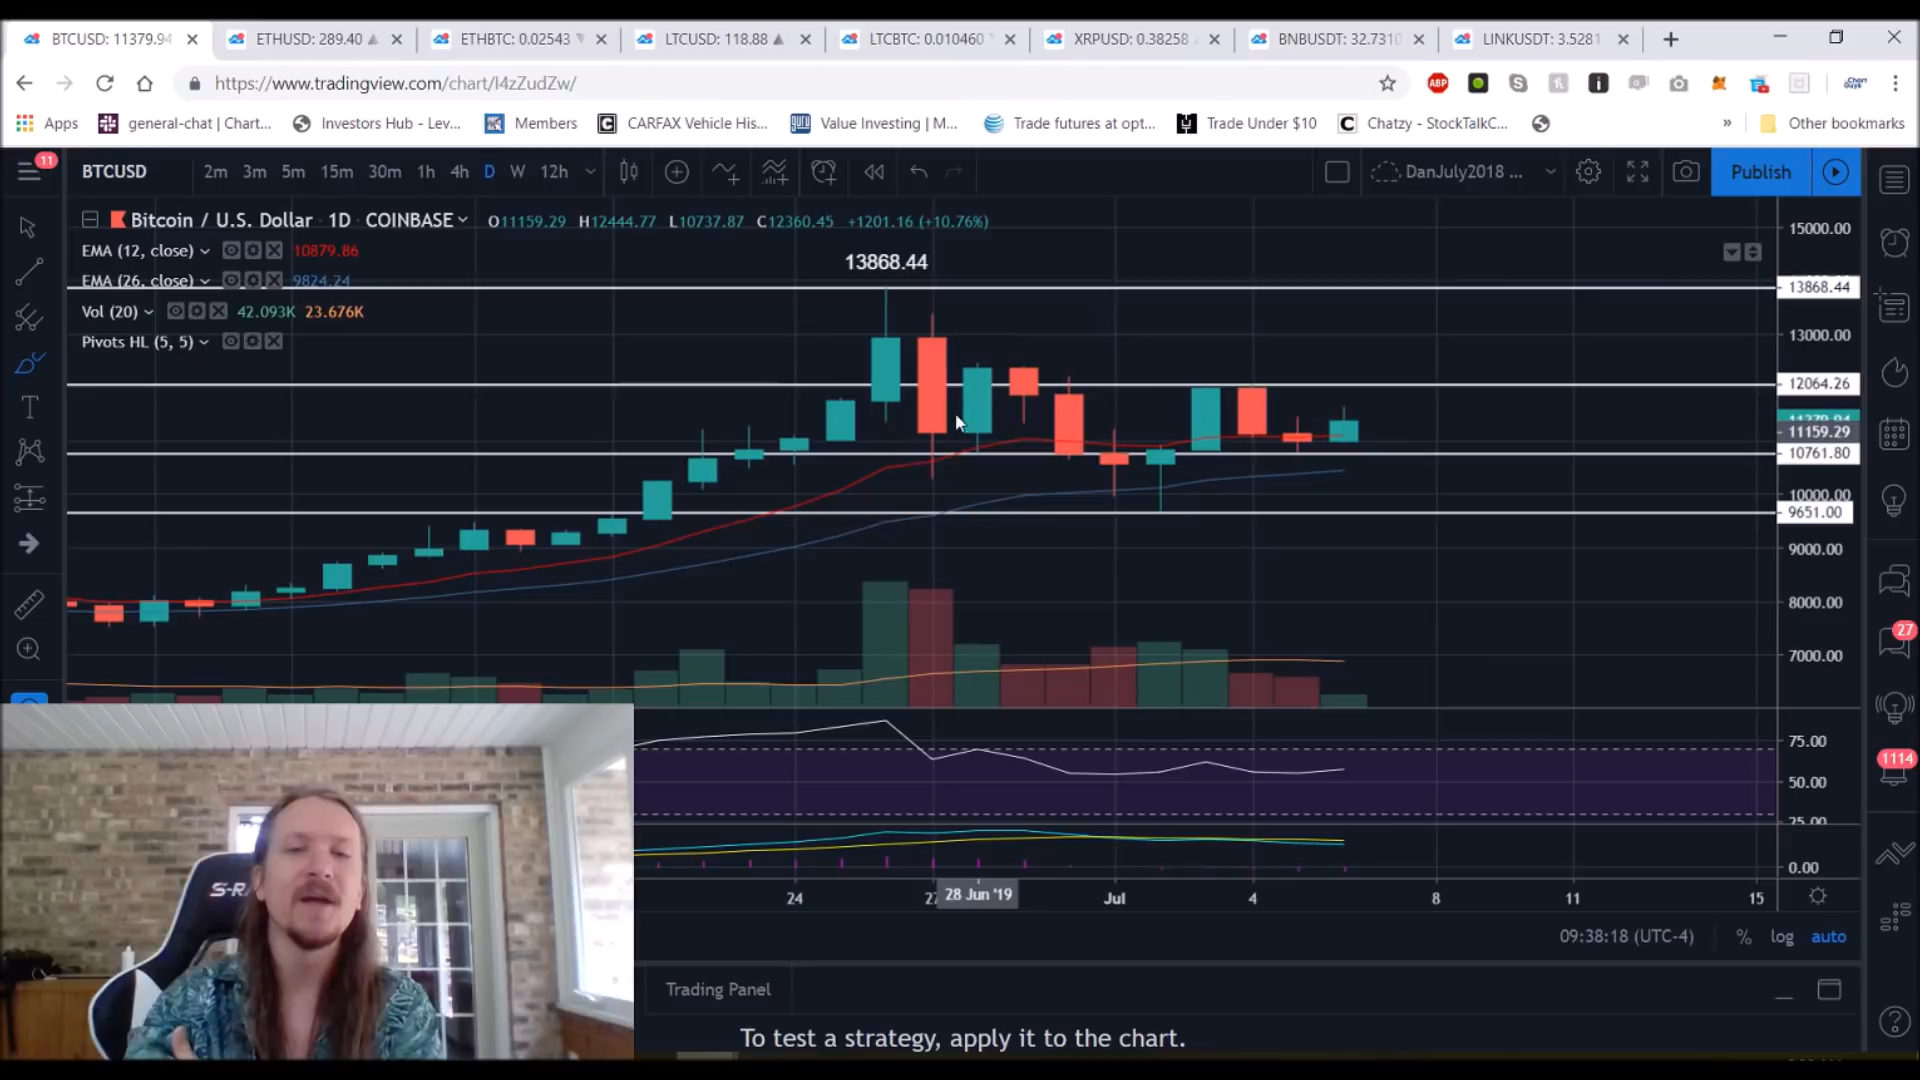 BTCUSD: 11379.94
ETHUSD: 289.40
ETHBTC: 0.02543
LTCUSD: 118.88
LTCBTC: 0.010460
XRPUSD: 0.38258
BNBUSDT: 32.7310
LINKUSDT: 3.5281
https://www.tradingview.com/chart/I4zZudZw/
ABP
Apps
general-chat | Chart...
Investors Hub - Lev...
Members
CARFAX Vehicle His...
guru
Value Investing | M...
Trade futures at opt...
Trade Under $10
Chatzy - StockTalkC...
»
Other bookmarks
11
BTCUSD
2m 3m 5m 15m 30m 1h 4h D W 12h
DanJuly2018 ...
Publish
Bitcoin / U.S. Dollar 1D COINBASE
O11159.29 H12444.77 L10737.87 C12360.45 +1201.16 (+10.76%)
EMA (12, close) 10879.86
EMA (26, close) 9824.24
Vol (20) 42.093K 23.676K
Pivots HL (5, 5)
13868.44
15000.00
13868.44
13000.00
12064.26
11379.94
11159.29
10761.80
10000.00
9651.00
9000.00
8000.00
7000.00
75.00
50.00
25.00
0.00
27
1114
24
27
28 Jun '19
Jul
4
8
11
15
09:38:18 (UTC-4) % log auto
Trading Panel
To test a strategy, apply it to the chart.